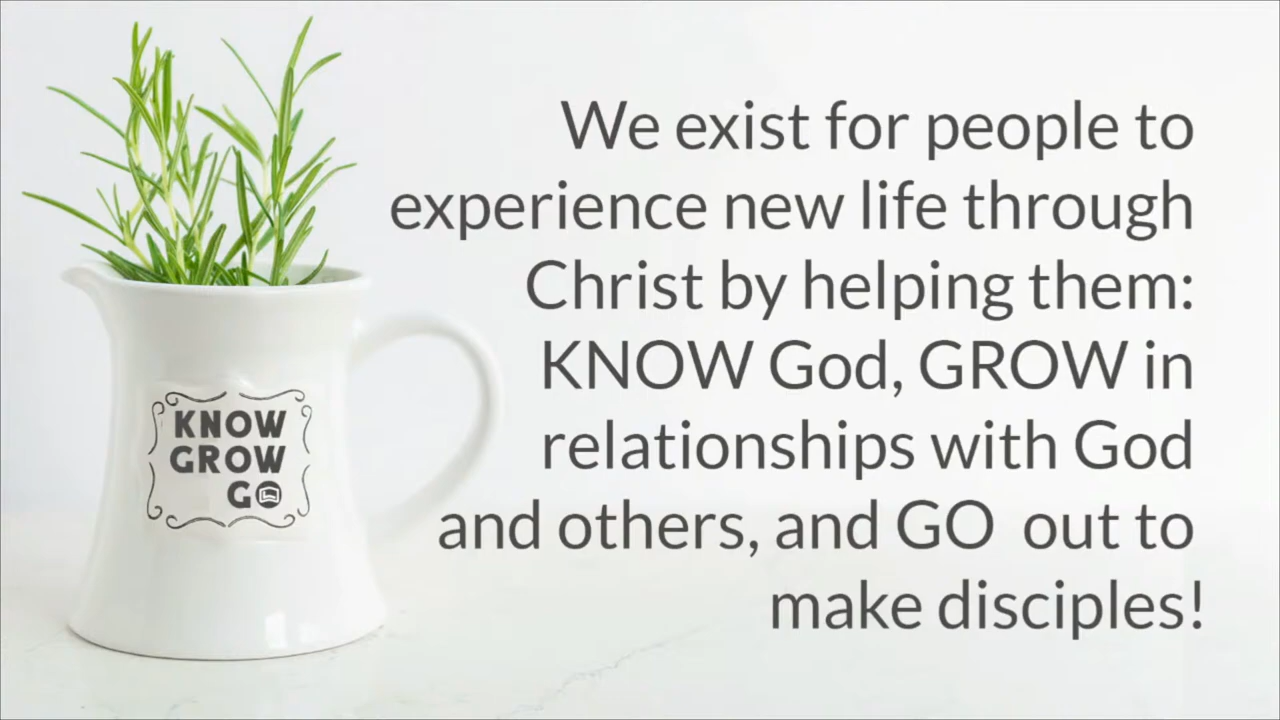 We exist for people to
experience new life through
Christ by helping them:
KNOW God, GROW in
relationships with God
and others, and GO  out to
make disciples!
KNOW
GROW
GO